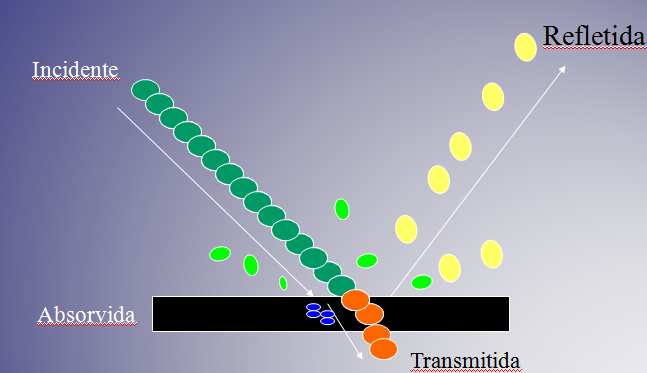 Refletida
Incidente
Absorvida
Transmitida